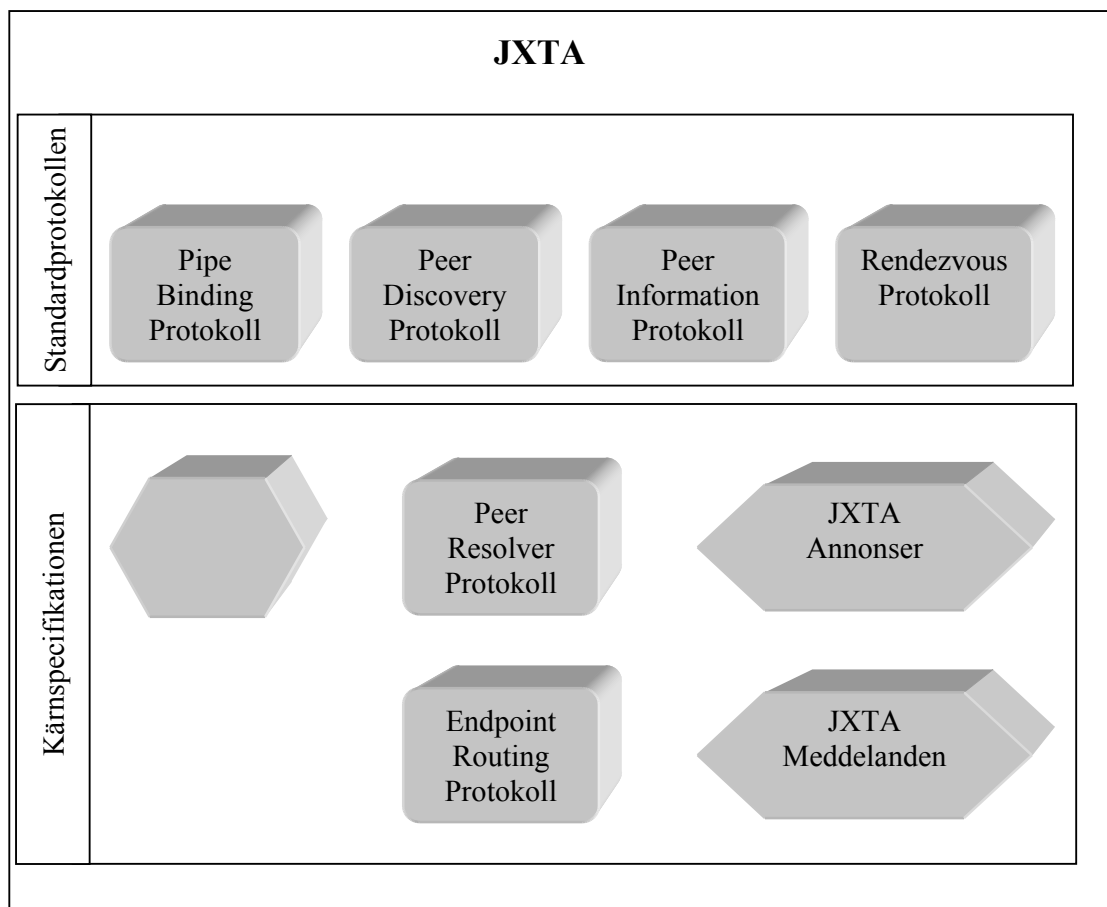 JXTA
Standardprotokollen
Pipe
Binding
Protokoll
Peer
Discovery
Protokoll
Peer
Information
Protokoll
Rendezvous
Protokoll
Kärnspecifikationen
Peer
Resolver
Protokoll
JXTA
Annonser
Endpoint
Routing
Protokoll
JXTA
Meddelanden